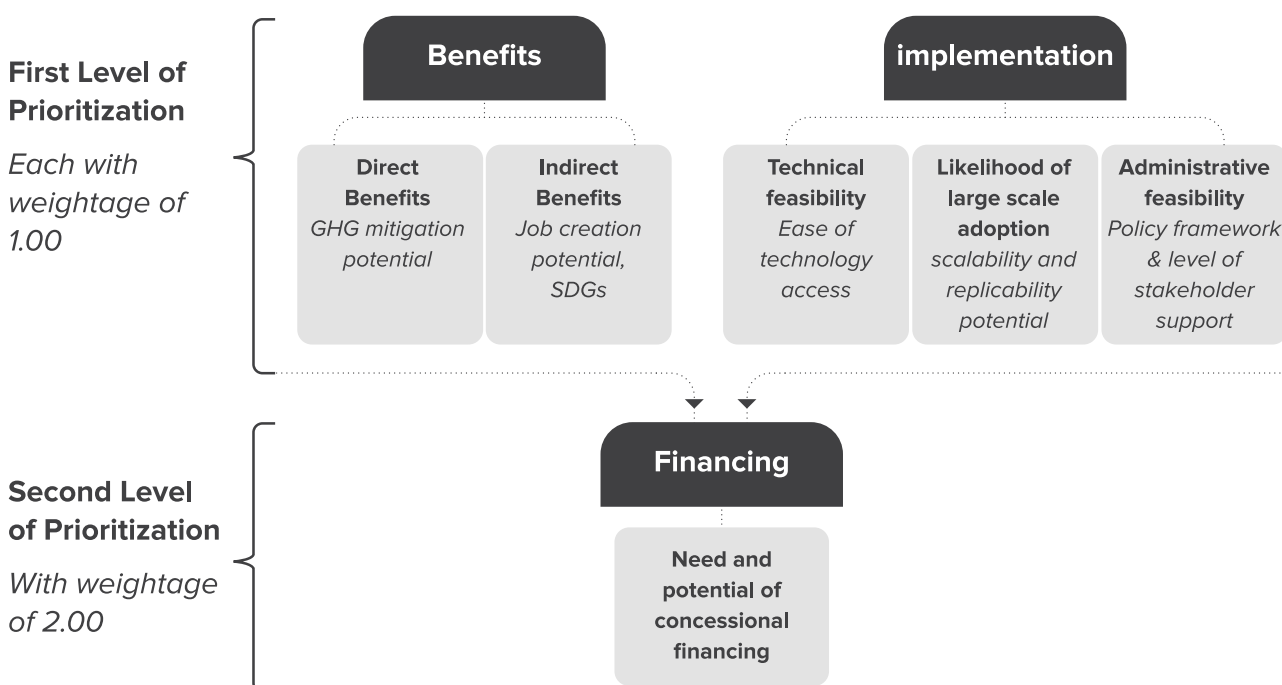 First Level of
Prioritization
Each with
weightage of
1.00
Benefits
Direct
Benefits
GHG mitigation
potential
Indirect
Benefits
Job creation
potential,
SDGs
implementation
Technical
feasibility
Ease of
technology
access
Likelihood of
large scale
adoption
scalability and
replicability
potential
Administrative
feasibility
Policy framework
& level of
stakeholder
support
Second Level
of Prioritization
With weightage
of 2.00
Financing
Need and
potential of
concessional
financing